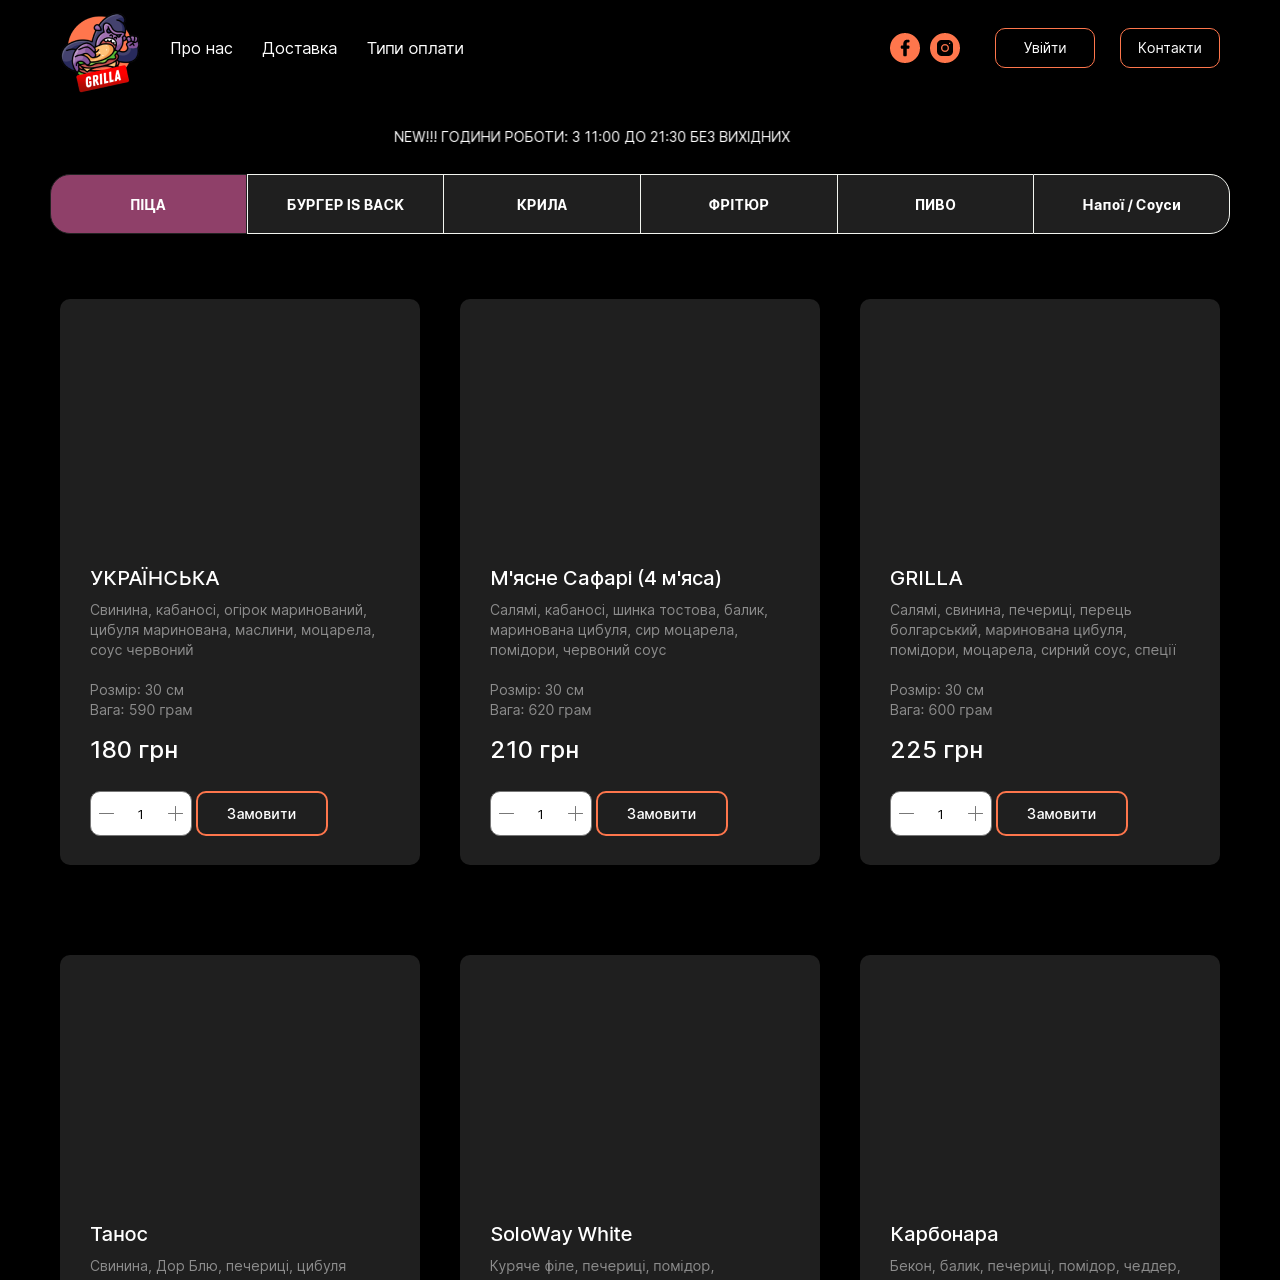 GRILLA
Про нас
Доставка
Типи оплати
Увійти
Контакти
NEW!!! ГОДИНИ РОБОТИ: З 11:00 ДО 21:30 БЕЗ ВИХІДНИХ
ПІЦА
БУРГЕР IS BACK
КРИЛА
ФРІТЮР
ПИВО
Напої / Соуси
УКРАЇНСЬКА
Свинина, кабаносі, огірок маринований,
цибуля маринована, маслини, моцарела,
соус червоний
Розмір: 30 см
Вага: 590 грам
180 грн
1
Замовити
М'ясне Сафарі (4 м'яса)
Салямі, кабаносі, шинка тостова, балик,
маринована цибуля, сир моцарела,
помідори, червоний соус
Розмір: 30 см
Вага: 620 грам
210 грн
1
Замовити
GRILLA
Салямі, свинина, печериці, перець
болгарський, маринована цибуля,
помідори, моцарела, сирний соус, спеції
Розмір: 30 см
Вага: 600 грам
225 грн
1
Замовити
Танос
Свинина, Дор Блю, печериці, цибуля
SoloWay White
Куряче філе, печериці, помідор,
Карбонара
Бекон, балик, печериці, помідор, чеддер,